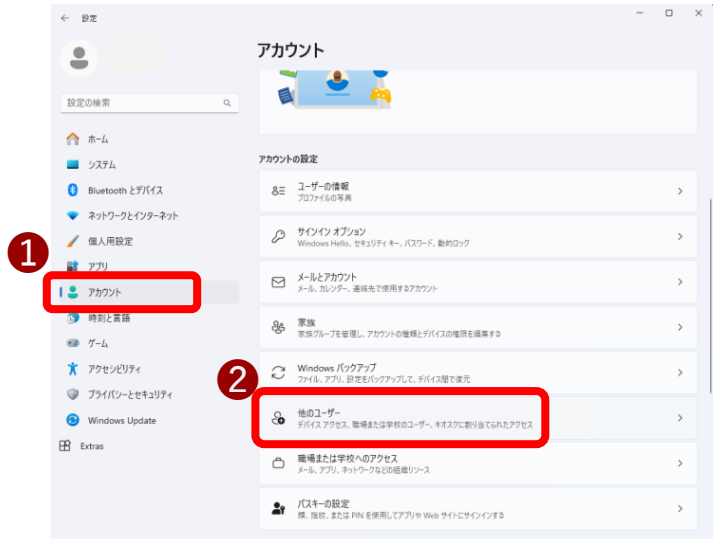 設定
アカウント
設定の検索
ホーム
システム
Bluetooth とデバイス
ネットワークとインターネット
個人用設定
1
アプリ
アカウント
時刻と言語
ゲーム
アクセシビリティ
プライバシーとセキュリティ
Windows Update
Extras
アカウントの設定
ユーザーの情報
プロファイルの写真
サインイン オプション
Windows Hello、セキュリティ キー、パスワード、動的ロック
メールとアカウント
メール、カレンダー、連絡先で使用するアカウント
家族
家族グループを管理し、アカウントの種類とデバイスの権限を編集する
Windows バックアップ
ファイル、アプリ、設定をバックアップして、デバイス間で復元
2
他のユーザー
デバイス アクセス、職場または学校のユーザー、キオスクに割り当てられたアクセス
職場または学校へのアクセス
メール、アプリ、ネットワークなどの組織リソース
パスキーの設定
顔、指紋、または PIN を使用してアプリや Web サイトにサインインする